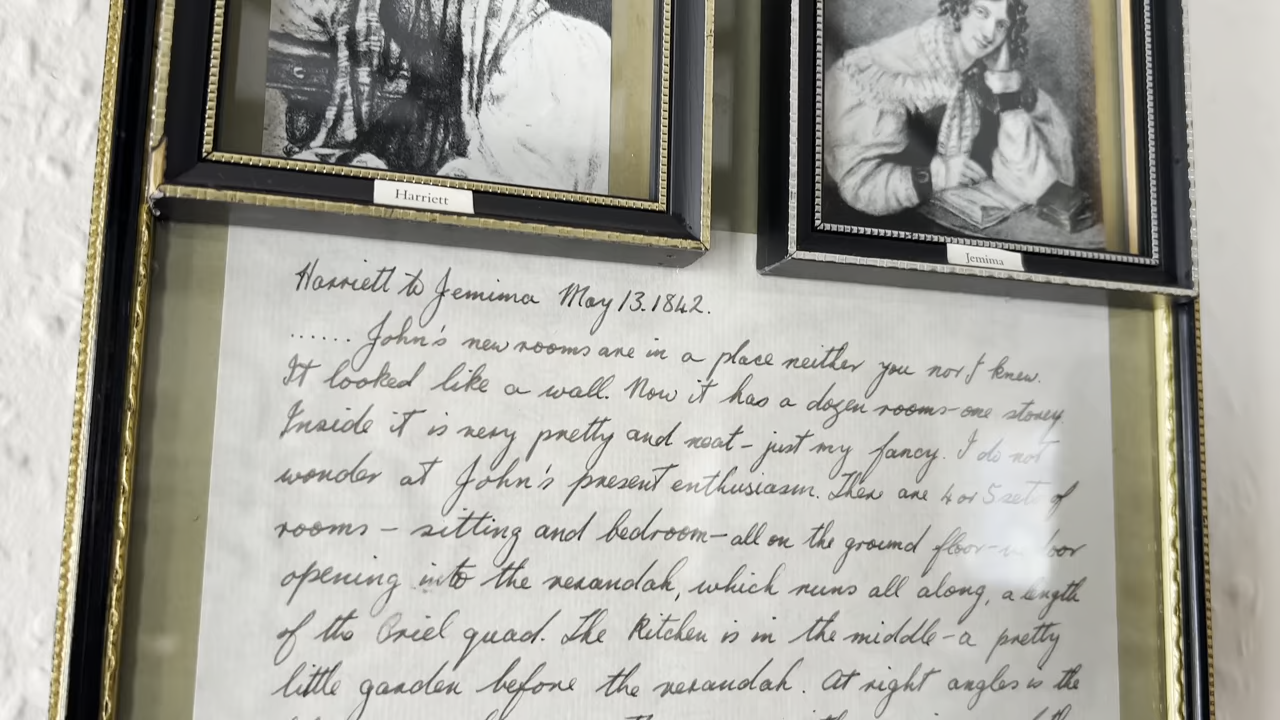 Harriett
Jemima
Harriett to Jemima May 13. 1842.
...... John's new rooms are in a place neither you nor I knew.
It looked like a wall. Now it has a dozen rooms - one storey
Inside it is very pretty and neat - just my fancy. I do not
wonder at John's present enthusiasm. There are 4 or 5 sets of
rooms - sitting and bedroom - all on the ground floor - door
opening into the verandah, which runs all along, a length
of the Oriel quad. The Kitchen is in the middle - a pretty
little garden before the verandah. At right angles is the